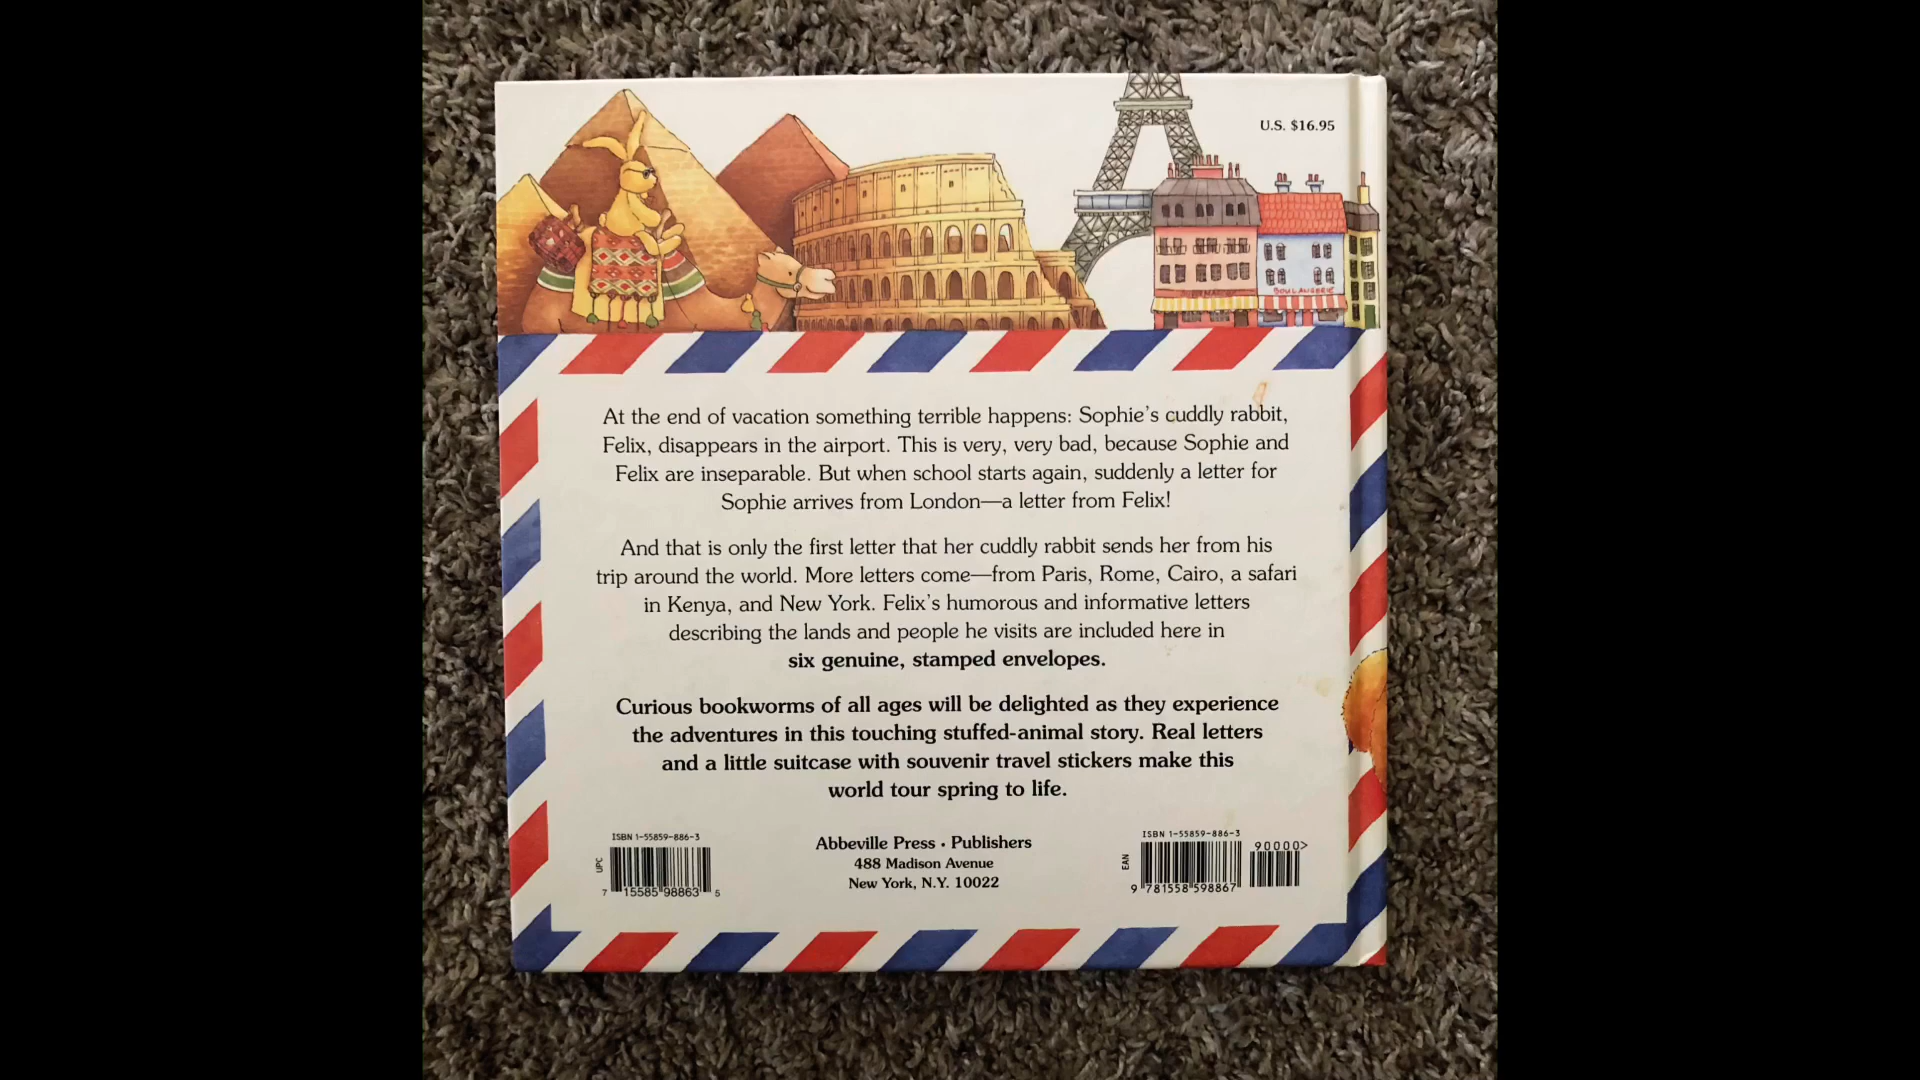 U.S. $16.95
BOULANGERIE
At the end of vacation something terrible happens: Sophie's cuddly rabbit,
Felix, disappears in the airport. This is very, very bad, because Sophie and
Felix are inseparable. But when school starts again, suddenly a letter for
Sophie arrives from London—a letter from Felix!
And that is only the first letter that her cuddly rabbit sends her from his
trip around the world. More letters come—from Paris, Rome, Cairo, a safari
in Kenya, and New York. Felix's humorous and informative letters
describing the lands and people he visits are included here in
six genuine, stamped envelopes.
Curious bookworms of all ages will be delighted as they experience
the adventures in this touching stuffed-animal story. Real letters
and a little suitcase with souvenir travel stickers make this
world tour spring to life.
ISBN 1-55859-886-3
UPC
7 15585 98863 5
Abbeville Press • Publishers
488 Madison Avenue
New York, N.Y. 10022
ISBN 1-55859-886-3
90000>
EAN
9 781558 598867